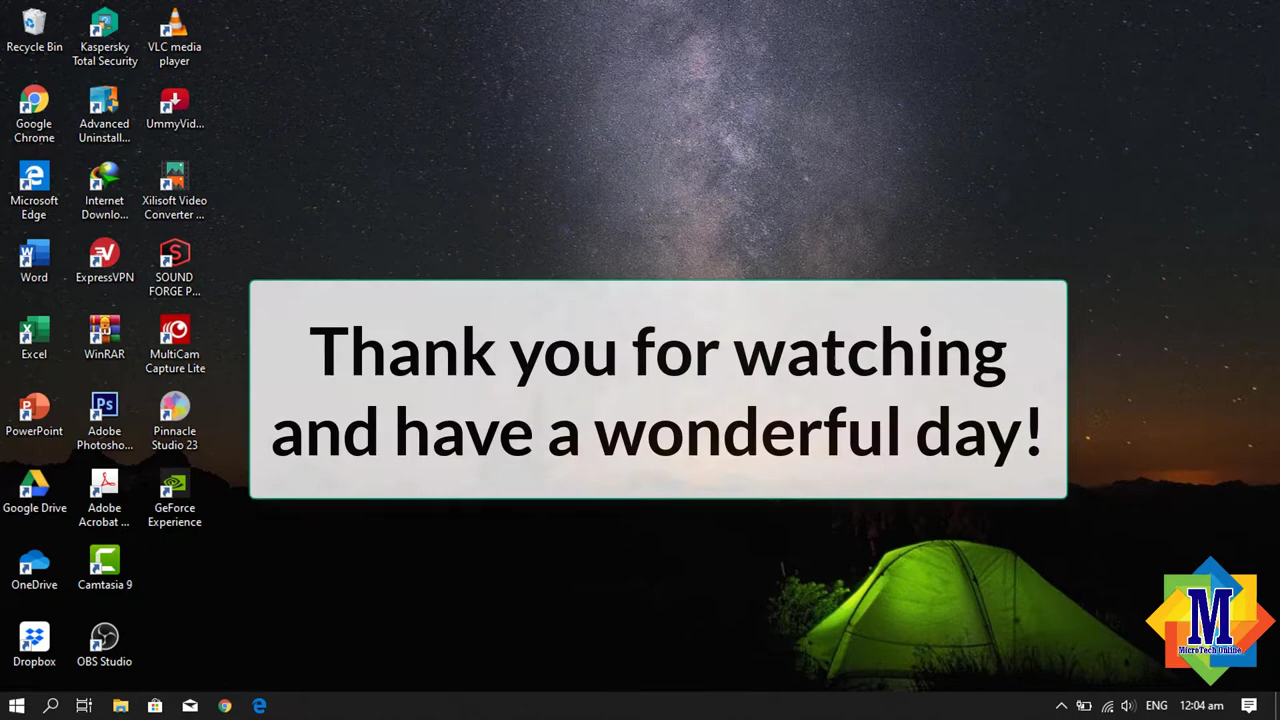 Recycle Bin
Kaspersky
Total Security
VLC media
player
Google
Chrome
Advanced
Uninstall...
UmmyVid...
Microsoft
Edge
Internet
Downlo...
Xilisoft Video
Converter ...
Word
ExpressVPN
SOUND
FORGE P...
Excel
WinRAR
MultiCam
Capture Lite
PowerPoint
Adobe
Photosho...
Pinnacle
Studio 23
Google Drive
Adobe
Acrobat ...
GeForce
Experience
OneDrive
Camtasia 9
Dropbox
OBS Studio
Thank you for watching
and have a wonderful day!
M
MicroTech Online
ENG
12:04 am